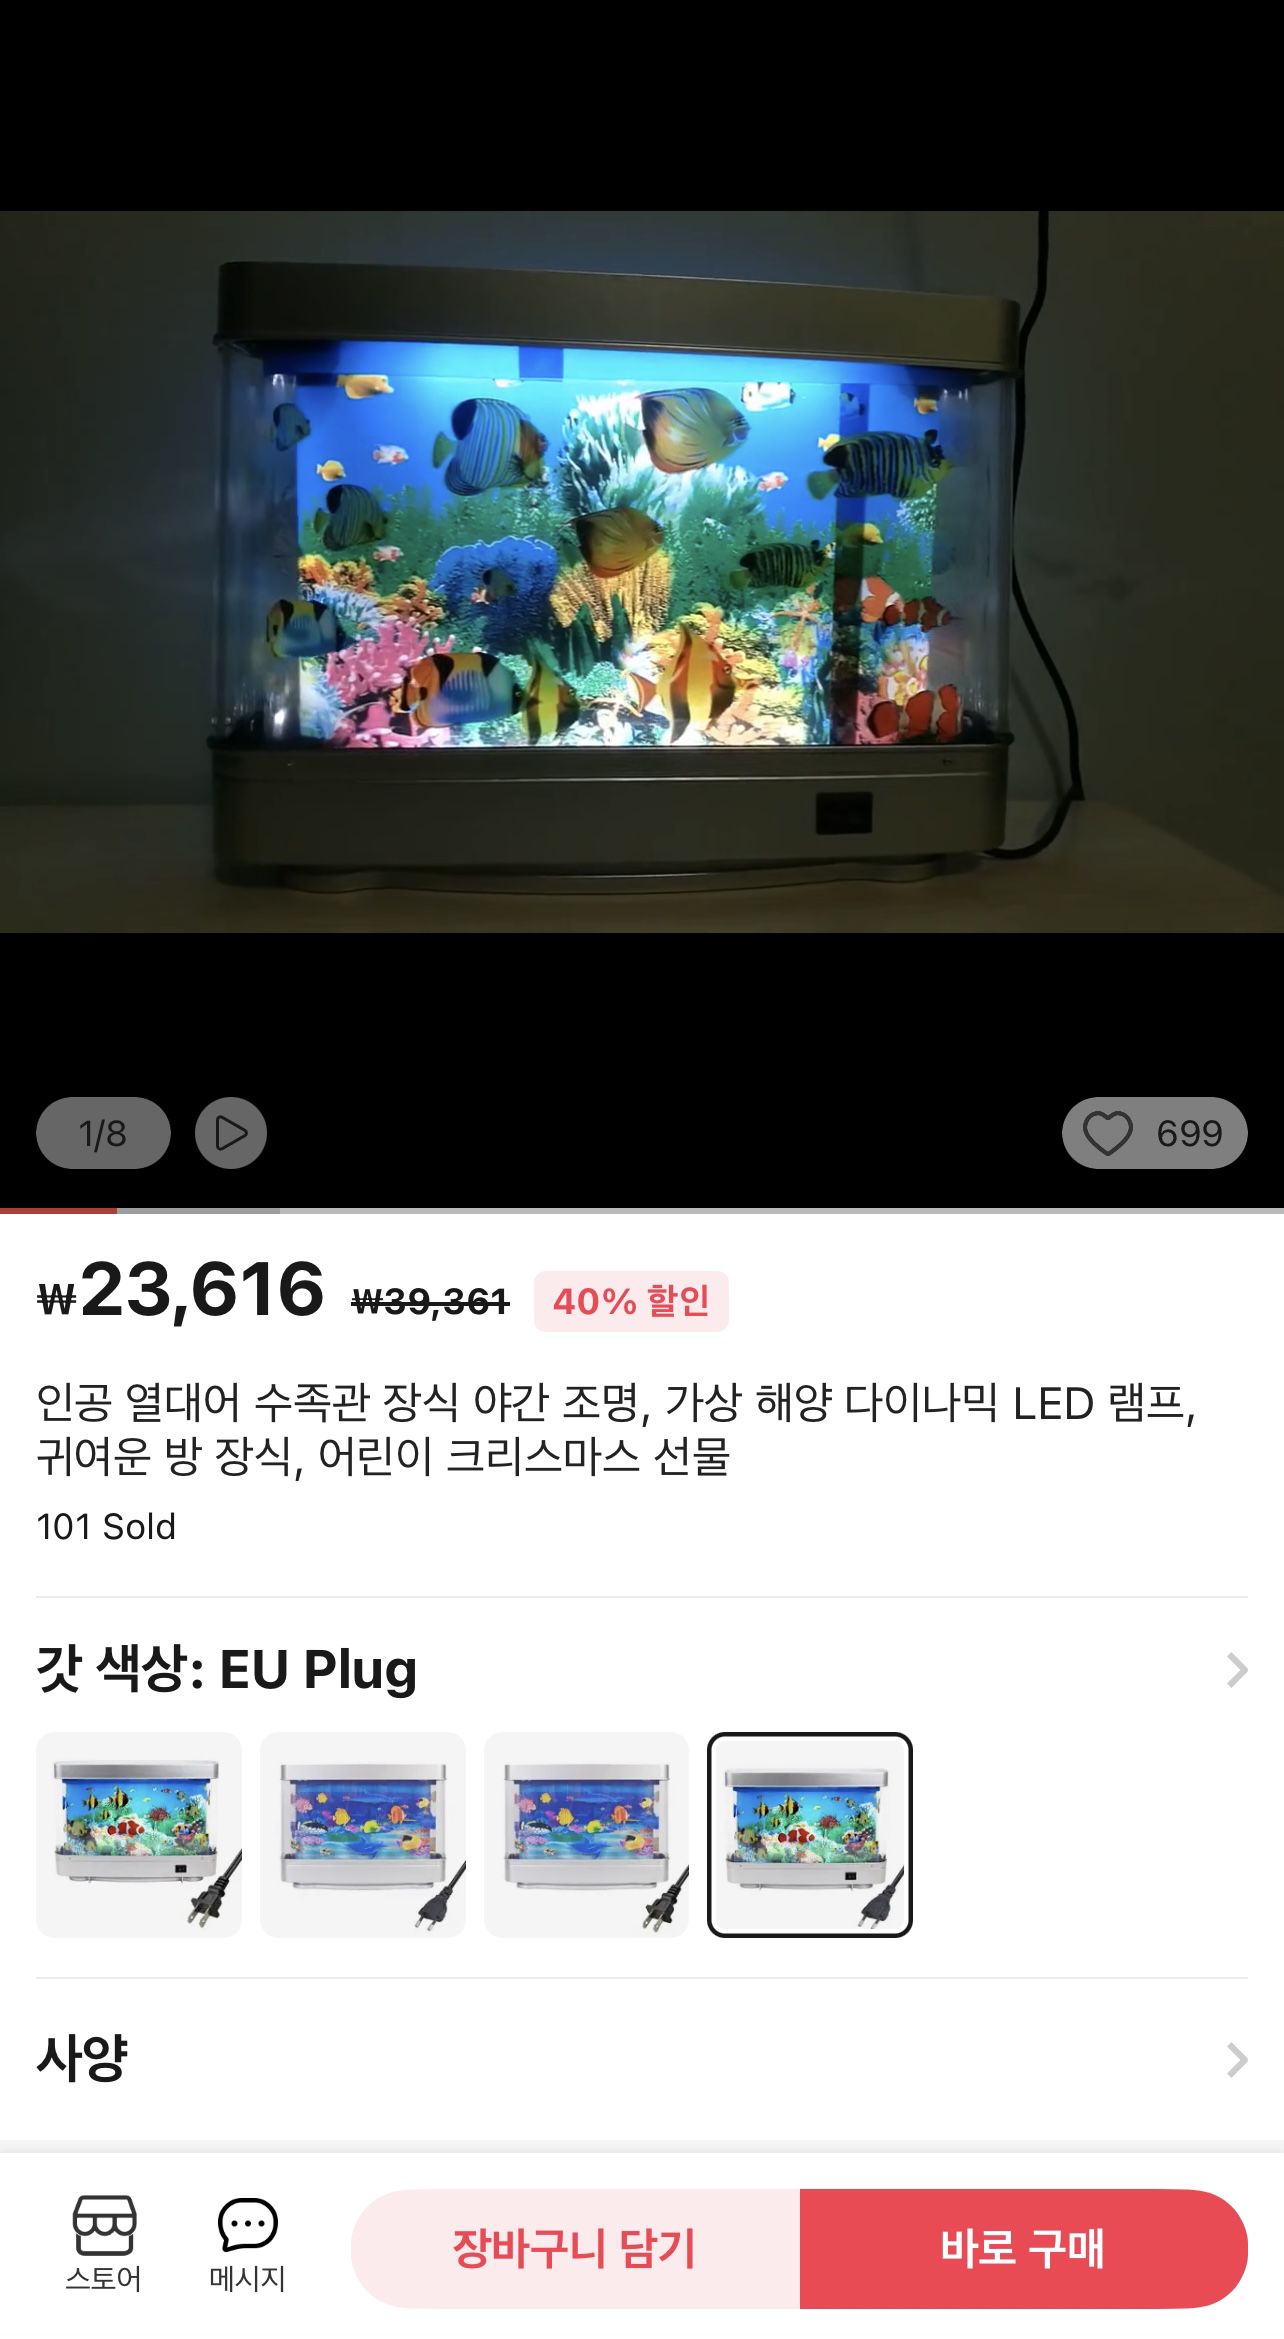 1/8
699
₩23,616 ₩39,361 40% 할인
인공 열대어 수족관 장식 야간 조명, 가상 해양 다이나믹 LED 램프,
귀여운 방 장식, 어린이 크리스마스 선물
101 Sold
갓 색상: EU Plug
사양
스토어
메시지
장바구니 담기
바로 구매